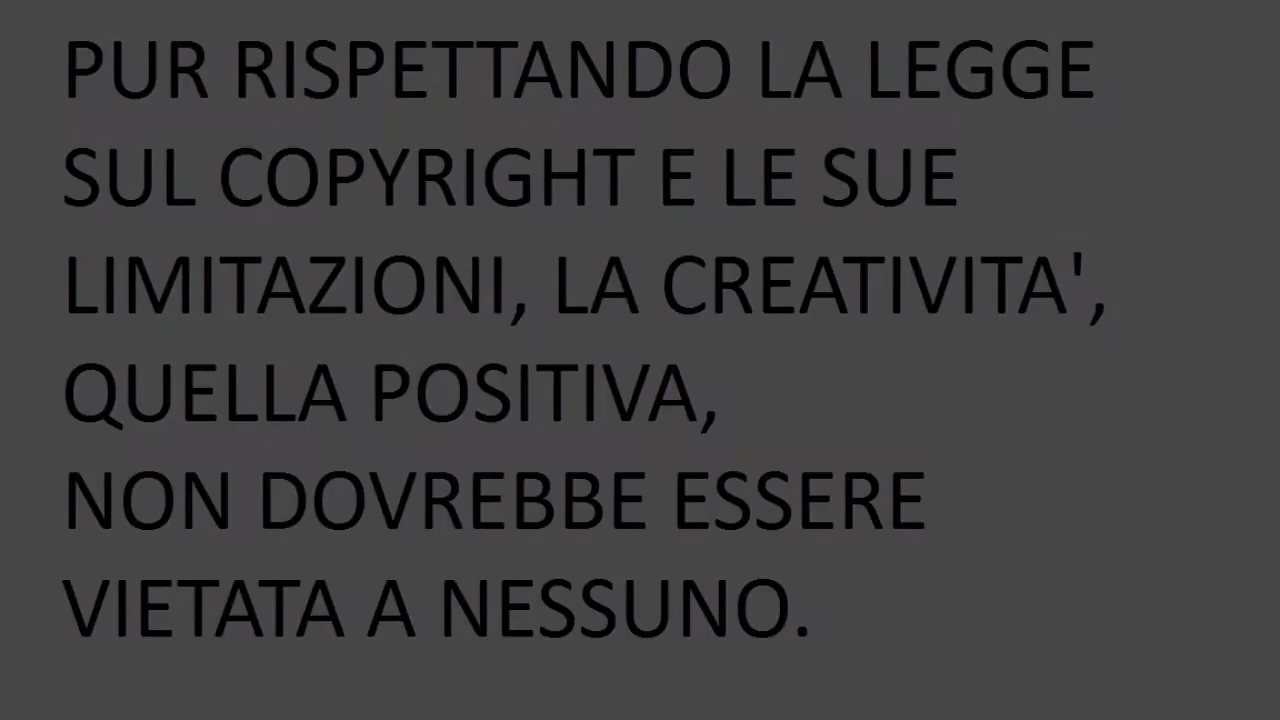 PUR RISPETTANDO LA LEGGE
SUL COPYRIGHT E LE SUE
LIMITAZIONI, LA CREATIVITA',
QUELLA POSITIVA,
NON DOVREBBE ESSERE
VIETATA A NESSUNO.